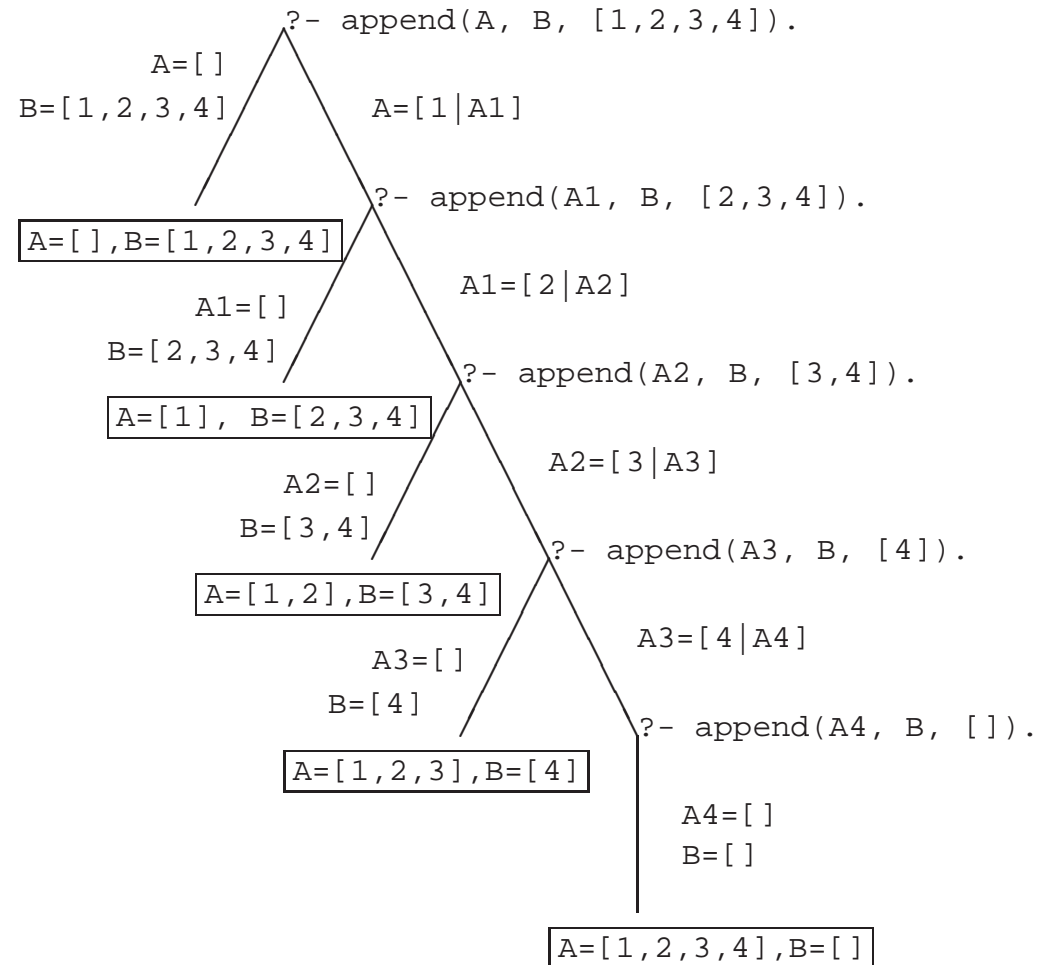 ?- append(A, B, [1,2,3,4]).
A=[]
B=[1,2,3,4]
A=[1|A1]
?- append(A1, B, [2,3,4]).
A=[],B=[1,2,3,4]
A1=[2|A2]
A1=[]
B=[2,3,4]
?- append(A2, B, [3,4]).
A=[1], B=[2,3,4]
A2=[3|A3]
A2=[]
B=[3,4]
?- append(A3, B, [4]).
A=[1,2],B=[3,4]
A3=[4|A4]
A3=[]
B=[4]
?- append(A4, B, []).
A=[1,2,3],B=[4]
A4=[]
B=[]
A=[1,2,3,4],B=[]